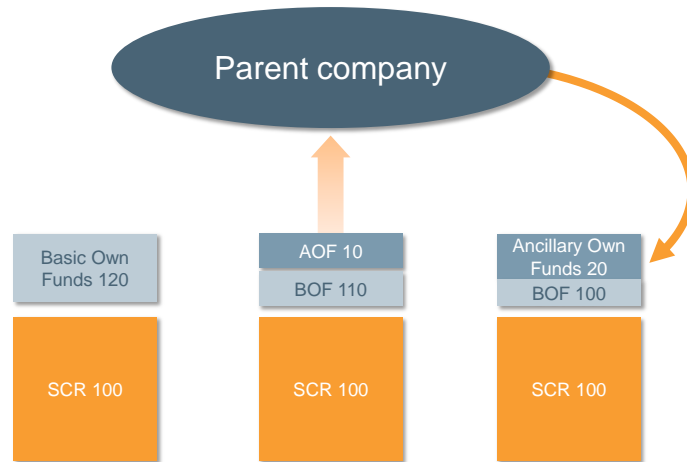 Parent company
Basic Own
Funds 120
AOF 10
BOF 110
Ancillary Own
Funds 20
BOF 100
SCR 100
SCR 100
SCR 100